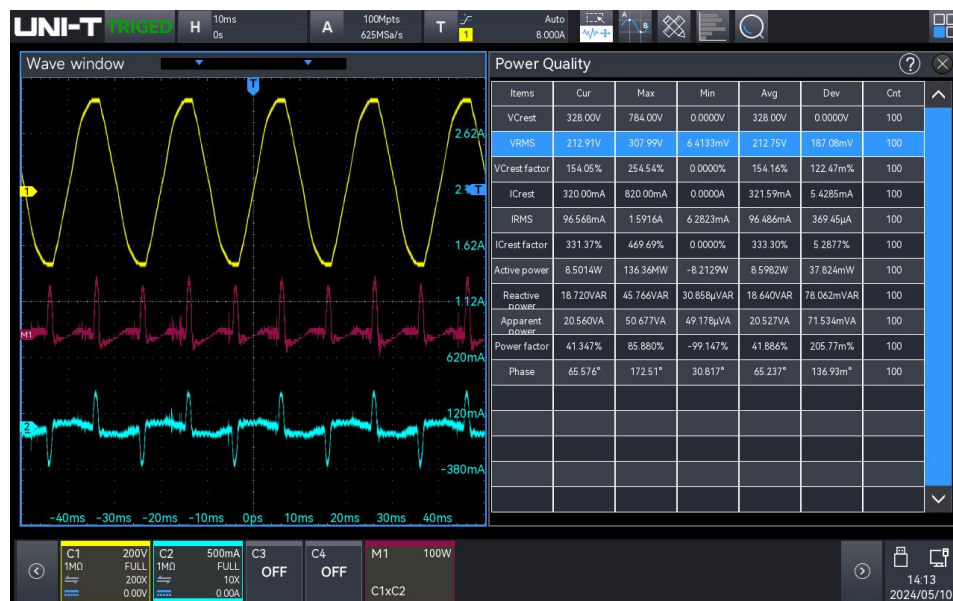 UNI-T TRIGED H 10ms 0s A 100Mpts 625MSa/s T 1 Auto 8.000A A B
Wave window
T
2.62A
1
T
1.62A
1.12A
M1
620mA
120mA
2
-380mA
-40ms -30ms -20ms -10ms 0ps 10ms 20ms 30ms 40ms
Power Quality ?
Items Cur Max Min Avg Dev Cnt
VCrest 328.00V 784.00V 0.0000V 328.00V 0.0000V 100
VRMS 212.91V 307.99V 6.4133mV 212.75V 187.08mV 100
VCrest factor 154.05% 254.54% 0.0000% 154.16% 122.47m% 100
ICrest 320.00mA 820.00mA 0.0000A 321.59mA 5.4285mA 100
IRMS 96.568mA 1.5916A 6.2823mA 96.486mA 369.45μA 100
ICrest factor 331.37% 469.69% 0.0000% 333.30% 5.2877% 100
Active power 8.5014W 136.36MW -8.2129W 8.5982W 37.824mW 100
Reactive power 18.720VAR 45.766VAR 30.858μVAR 18.640VAR 78.062mVAR 100
Apparent power 20.560VA 50.677VA 49.178μVA 20.527VA 71.534mVA 100
Power factor 41.347% 85.880% -99.147% 41.886% 205.77m% 100
Phase 65.576° 172.51° 30.817° 65.237° 136.93m° 100
C1 200V
1MΩ FULL
200X
0.00V
C2 500mA
1MΩ FULL
10X
0.00A
C3
OFF
C4
OFF
M1 100W
C1xC2
14:13
2024/05/10